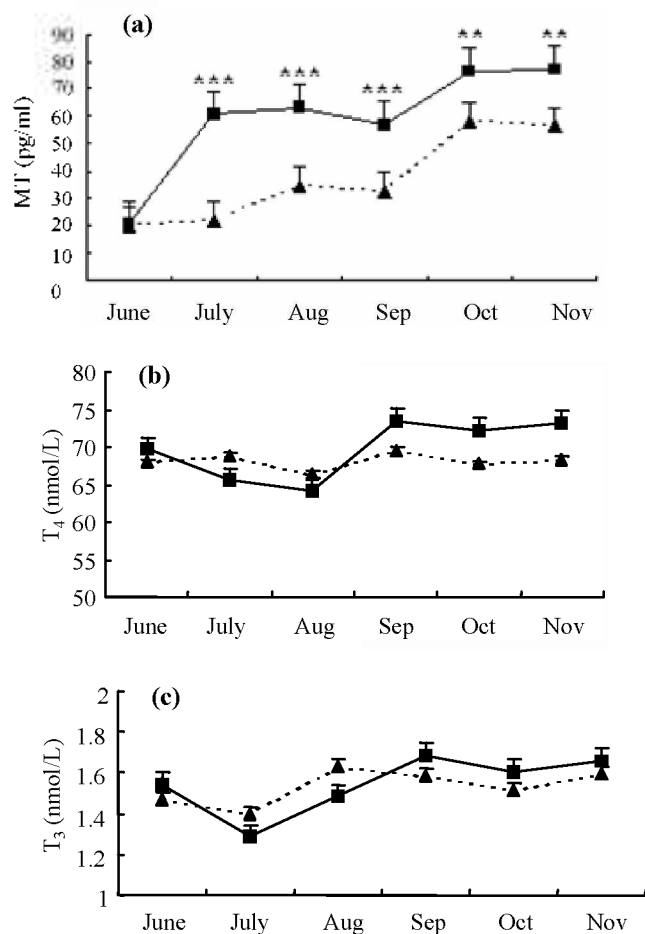 (a)
90
80
70
60
50
40
30
20
10
0
MT (pg/ml)
*** *** *** ** **
June July Aug Sep Oct Nov
(b)
80
75
70
65
60
55
50
T₄ (nmol/L)
June July Aug Sep Oct Nov
(c)
2
1.8
1.6
1.4
1.2
1
T₃ (nmol/L)
June July Aug Sep Oct Nov